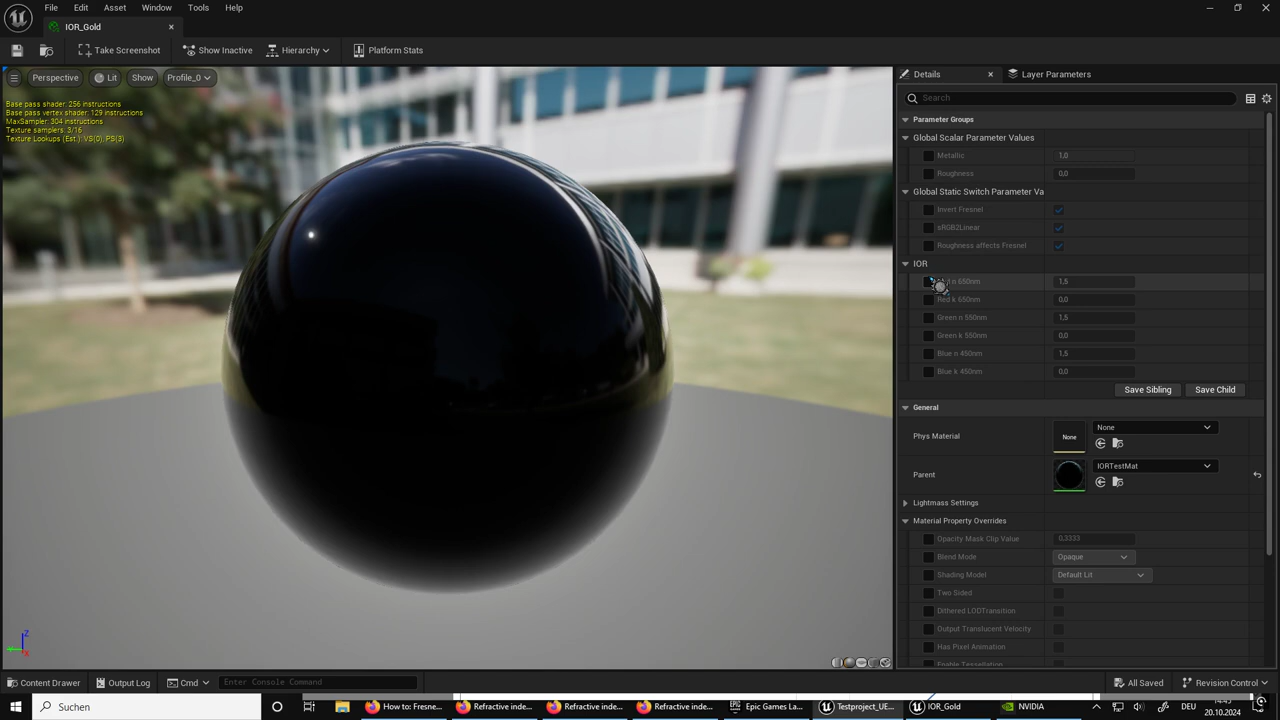 File Edit Asset Window Tools Help
IOR_Gold
Take Screenshot Show Inactive Hierarchy Platform Stats
Perspective Lit Show Profile_0
Base pass shader: 256 instructions
Base pass vertex shader: 129 instructions
MaxSampler: 304 instructions
Texture samplers: 3/16
Texture Lookups (Est.): VS(0), PS(3)
Details Layer Parameters
Search
Parameter Groups
Global Scalar Parameter Values
Metallic 1,0
Roughness 0,0
Global Static Switch Parameter Va
Invert Fresnel
sRGB2Linear
Roughness affects Fresnel
IOR
n 650nm 1,5
Red k 650nm 0,0
Green n 550nm 1,5
Green k 550nm 0,0
Blue n 450nm 1,5
Blue k 450nm 0,0
Save Sibling Save Child
General
Phys Material None None
Parent IORTestMat
Lightmass Settings
Material Property Overrides
Opacity Mask Clip Value 0,3333
Blend Mode Opaque
Shading Model Default Lit
Two Sided
Dithered LODTransition
Output Translucent Velocity
Has Pixel Animation
Enable Tessellation
Z
X
Content Drawer Output Log Cmd Enter Console Command All Saved Revision Control
Suchen How to: Fresne... Refractive inde... Refractive inde... Refractive inde... Epic Games La... Testproject_UE... IOR_Gold NVIDIA 14:45
20.10.2024